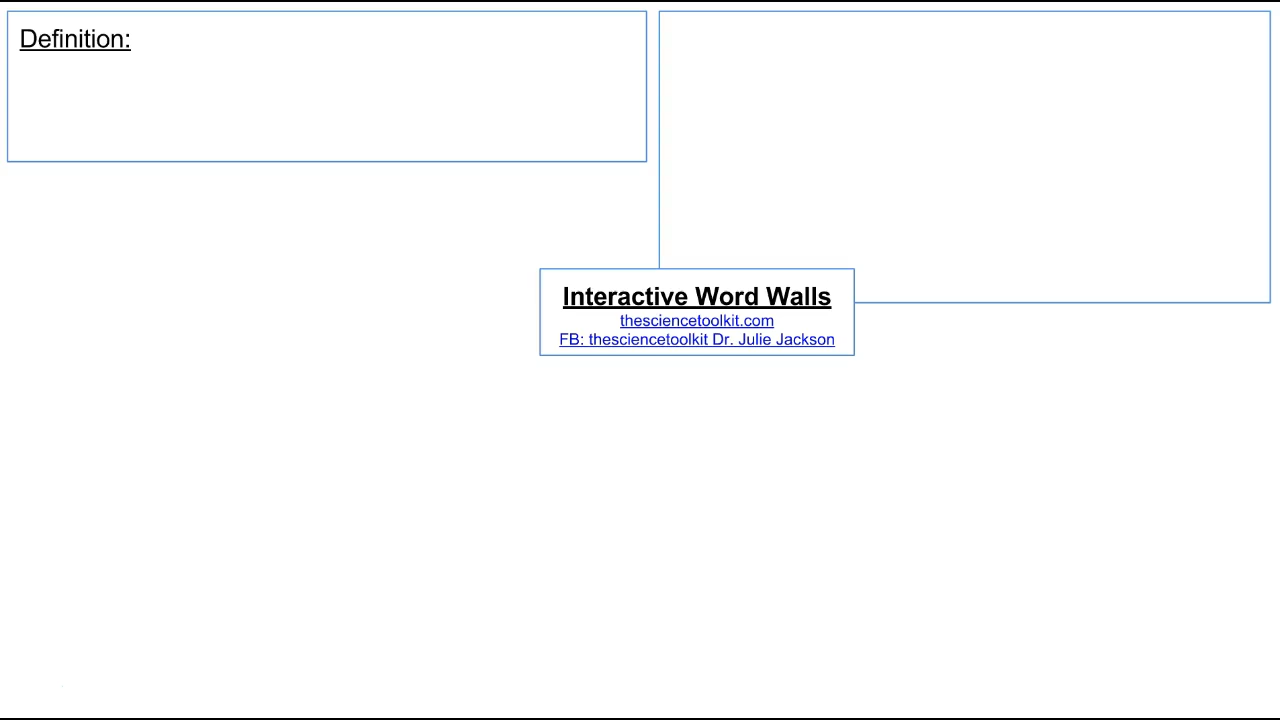 Definition:
Interactive Word Walls
thesciencetoolkit.com
FB: thesciencetoolkit Dr. Julie Jackson